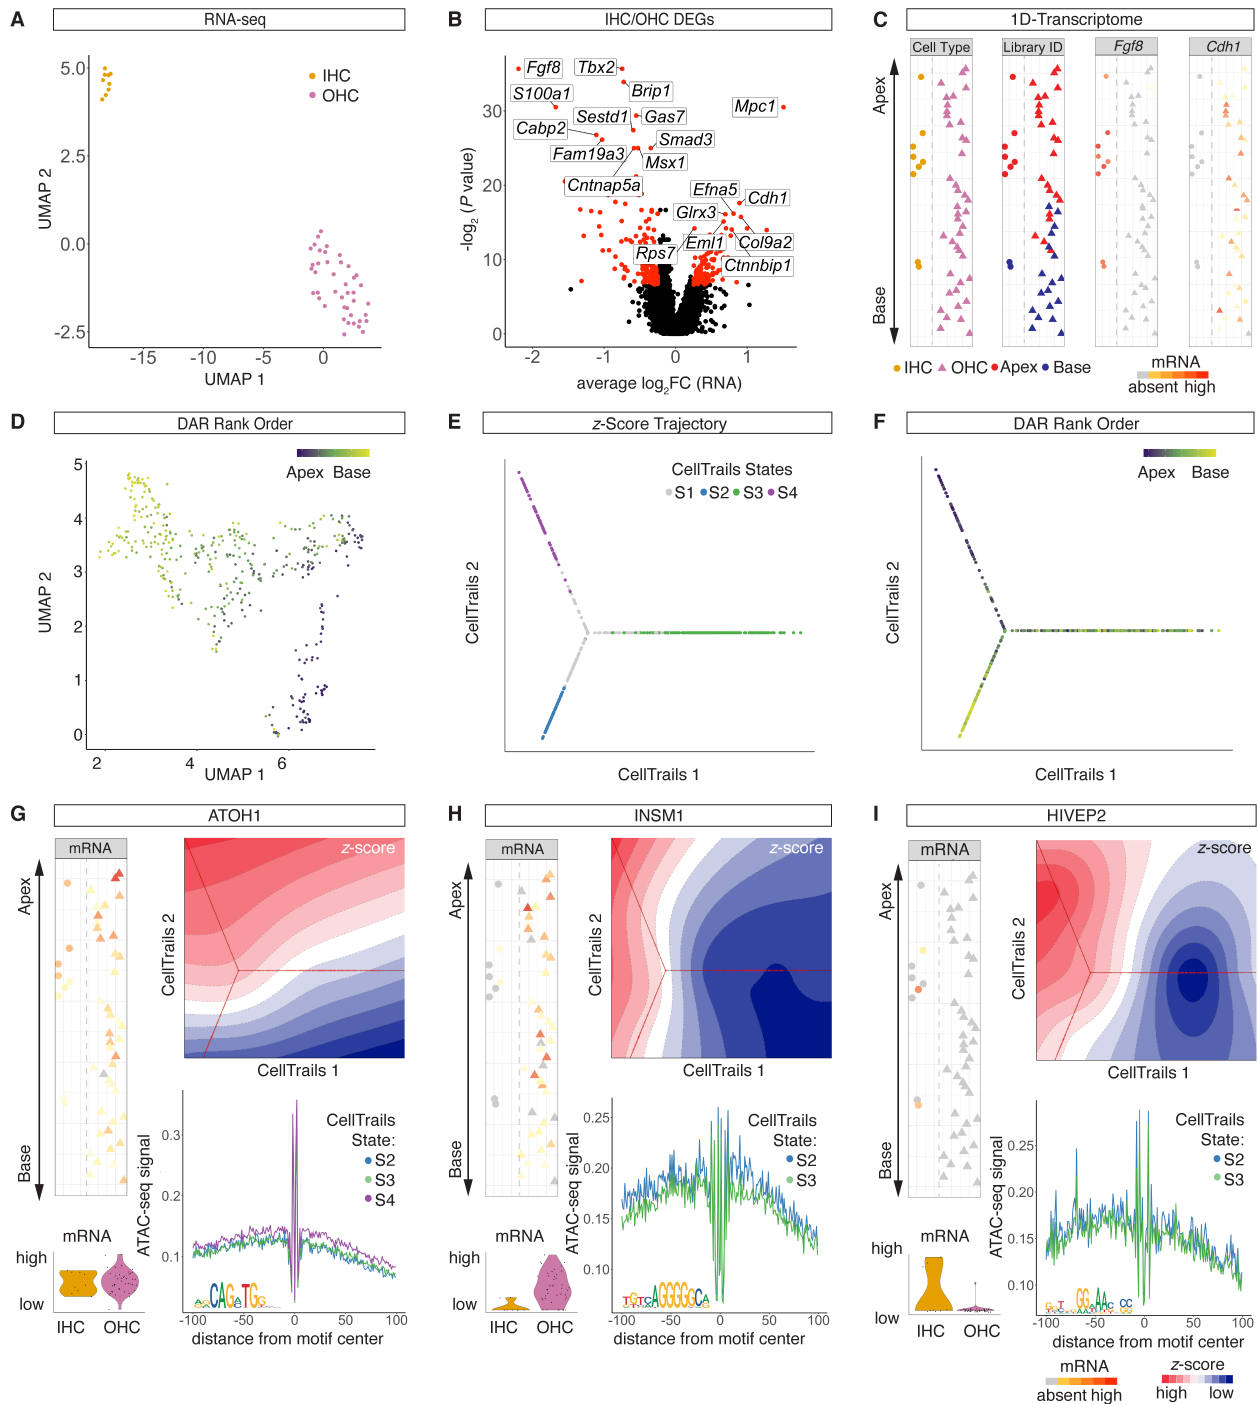 A
RNA-seq
UMAP 2
5.0
2.5
0.0
-2.5
-15
-10
-5
0
UMAP 1
IHC
OHC
B
IHC/OHC DEGs
-log2 (P value)
30
20
10
0
-2
-1
0
1
average log2FC (RNA)
Fgf8
Tbx2
S100a1
Brip1
Mpc1
Sestd1
Gas7
Cabp2
Smad3
Fam19a3
Msx1
Cntnap5a
Efna5
Cdh1
Glrx3
Rps7
Eml1
Col9a2
Ctnnbip1
C
1D-Transcriptome
Cell Type
Library ID
Fgf8
Cdh1
Apex
Base
IHC
OHC
Apex
Base
mRNA
absent high
D
DAR Rank Order
Apex Base
UMAP 2
5
4
3
2
1
0
2
4
6
UMAP 1
E
z-Score Trajectory
CellTrails States
S1
S2
S3
S4
CellTrails 2
CellTrails 1
F
DAR Rank Order
Apex Base
CellTrails 2
CellTrails 1
G
ATOH1
mRNA
Apex
Base
z-score
CellTrails 2
CellTrails 1
mRNA
high
low
IHC OHC
ATAC-seq signal
0.3
0.2
0.1
CellTrails
State:
S2
S3
S4
CAG
TG
-100
-50
0
50
100
distance from motif center
H
INSM1
mRNA
Apex
Base
z-score
CellTrails 2
CellTrails 1
mRNA
high
low
IHC OHC
ATAC-seq signal
0.25
0.20
0.15
0.10
CellTrails
State:
S2
S3
TGTCAGGGGGCA
-100
-50
0
50
100
distance from motif center
I
HIVEP2
mRNA
Apex
Base
z-score
CellTrails 2
CellTrails 1
mRNA
high
low
IHC OHC
ATAC-seq signal
0.25
0.20
0.15
0.10
CellTrails
State:
S2
S3
GG
AA
-100
-50
0
50
100
distance from motif center
mRNA
absent high
z-score
high low